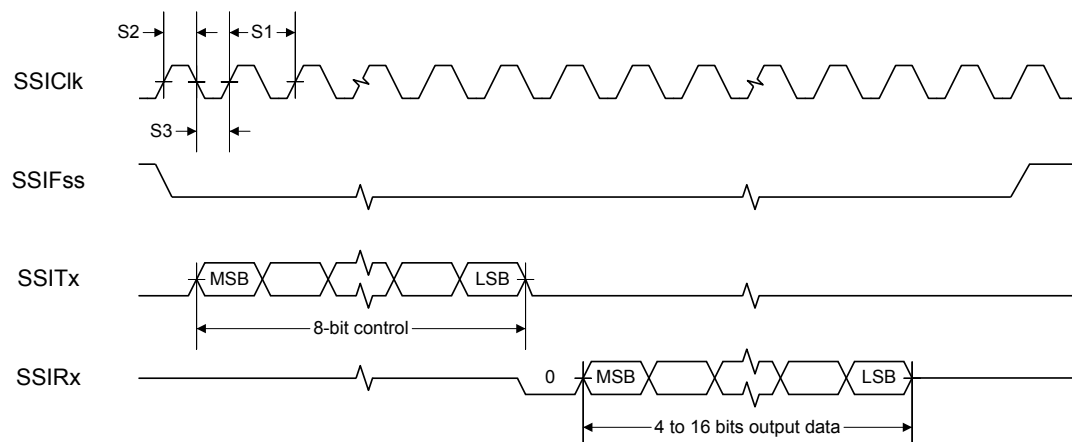 S2
S1
SSIClk
S3
SSIFss
SSITx
MSB
LSB
8-bit control
SSIRx
0
MSB
LSB
4 to 16 bits output data